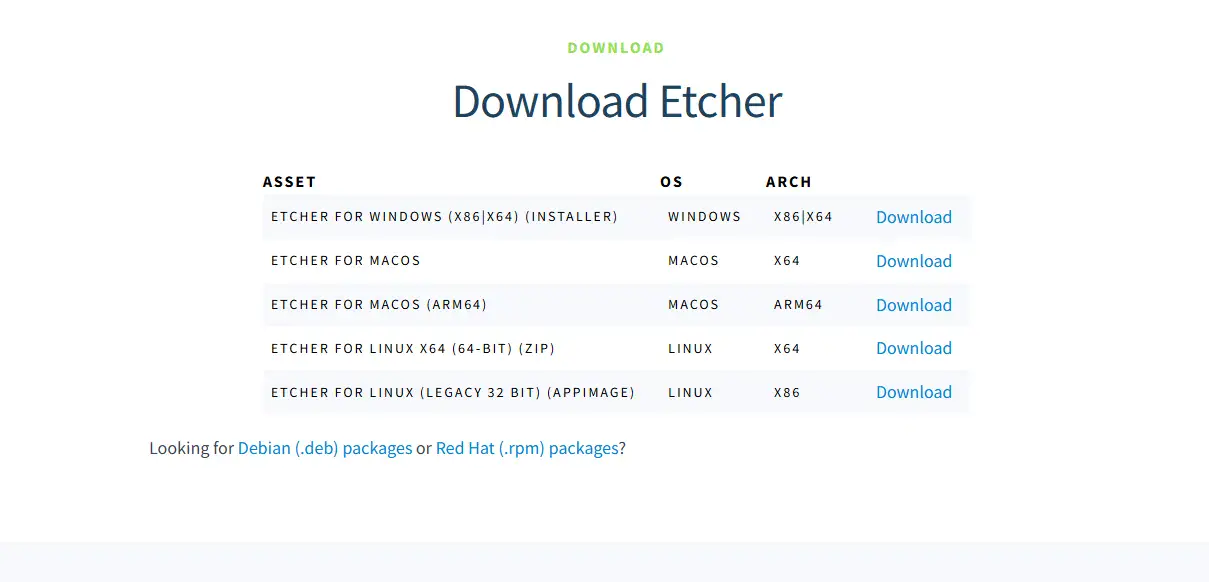 DOWNLOAD
Download Etcher
ASSET OS ARCH
ETCHER FOR WINDOWS (X86|X64) (INSTALLER) WINDOWS X86|X64 Download
ETCHER FOR MACOS MACOS X64 Download
ETCHER FOR MACOS (ARM64) MACOS ARM64 Download
ETCHER FOR LINUX X64 (64-BIT) (ZIP) LINUX X64 Download
ETCHER FOR LINUX (LEGACY 32 BIT) (APPIMAGE) LINUX X86 Download
Looking for Debian (.deb) packages or Red Hat (.rpm) packages?